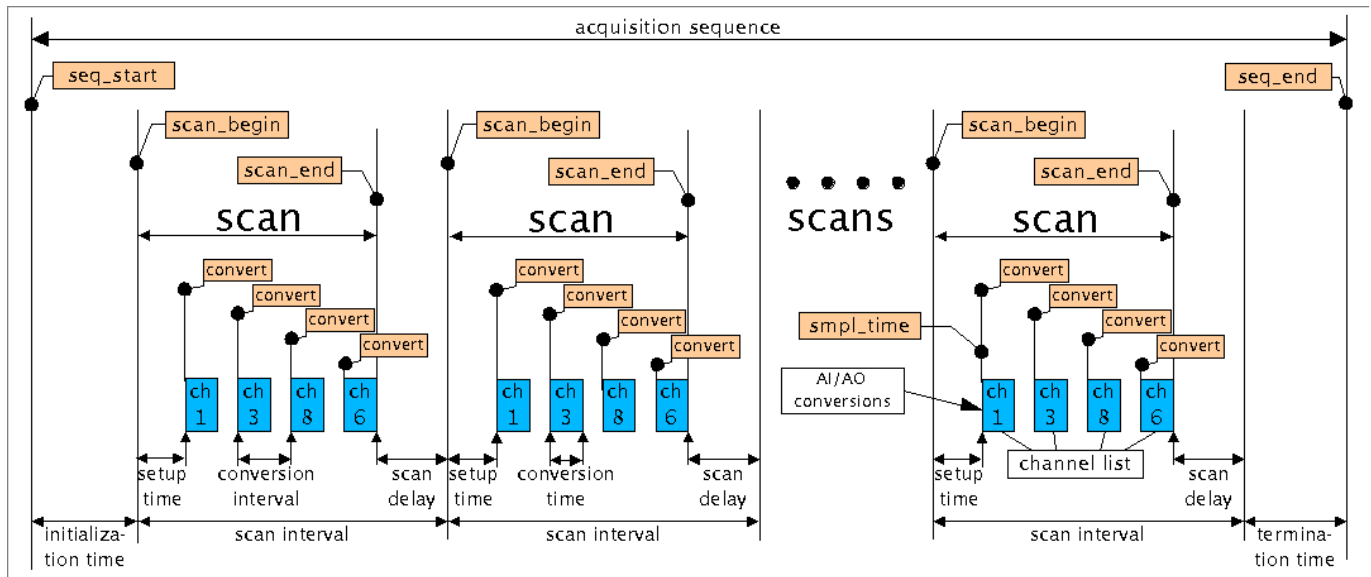 acquisition sequence
seq_start
seq_end
scan_begin
scan_begin
scan_begin
scan_end
scan_end
scan_end
scan
scan
scans
scan
convert
convert
convert
convert
convert
convert
convert
convert
smpl_time
convert
convert
convert
convert
AI/AO
conversions
ch
1
ch
3
ch
8
ch
6
ch
1
ch
3
ch
8
ch
6
ch
1
ch
3
ch
8
ch
6
setup
time
conversion
interval
scan
delay
setup
time
conversion
time
scan
delay
setup
time
channel list
scan
delay
initializa-
tion time
scan interval
scan interval
scan interval
termina-
tion time